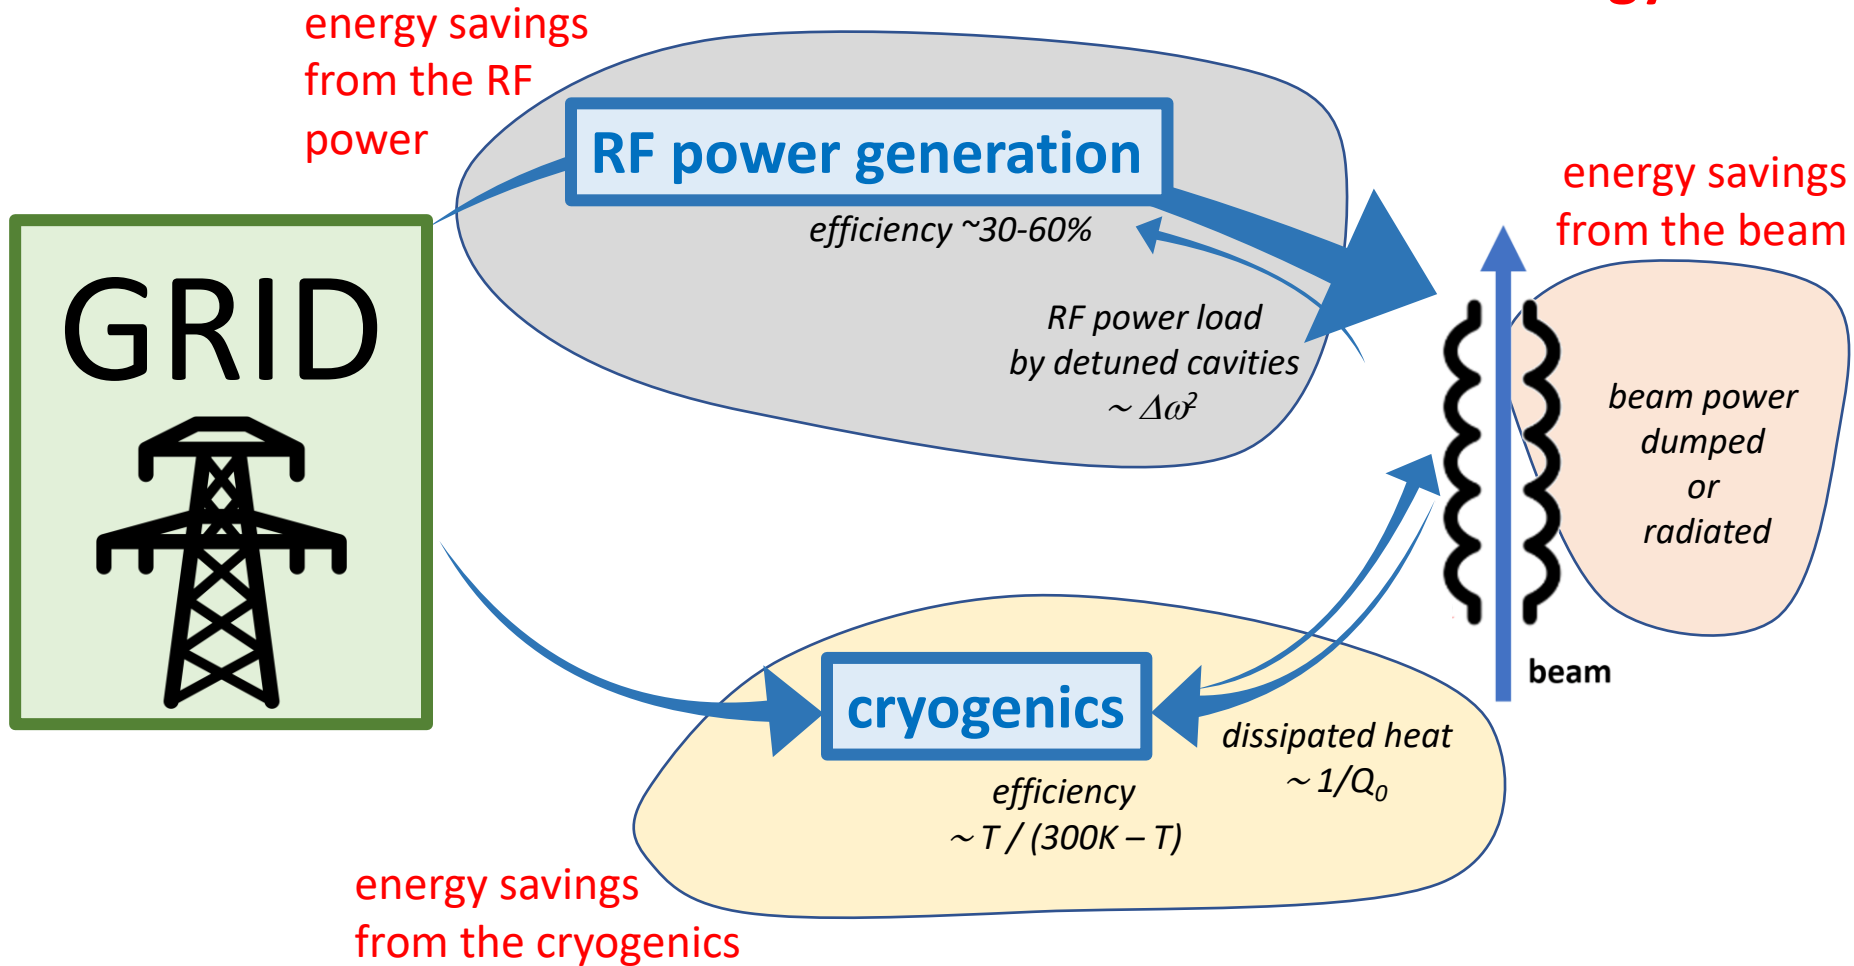 energy savings
from the RF
power
RF power generation
efficiency ~30-60%
RF power load
by detuned cavities
~ Δω²
GRID
energy savings
from the beam
beam power
dumped
or
radiated
beam
cryogenics
dissipated heat
~ 1/Q₀
efficiency
~ T / (300K – T)
energy savings
from the cryogenics